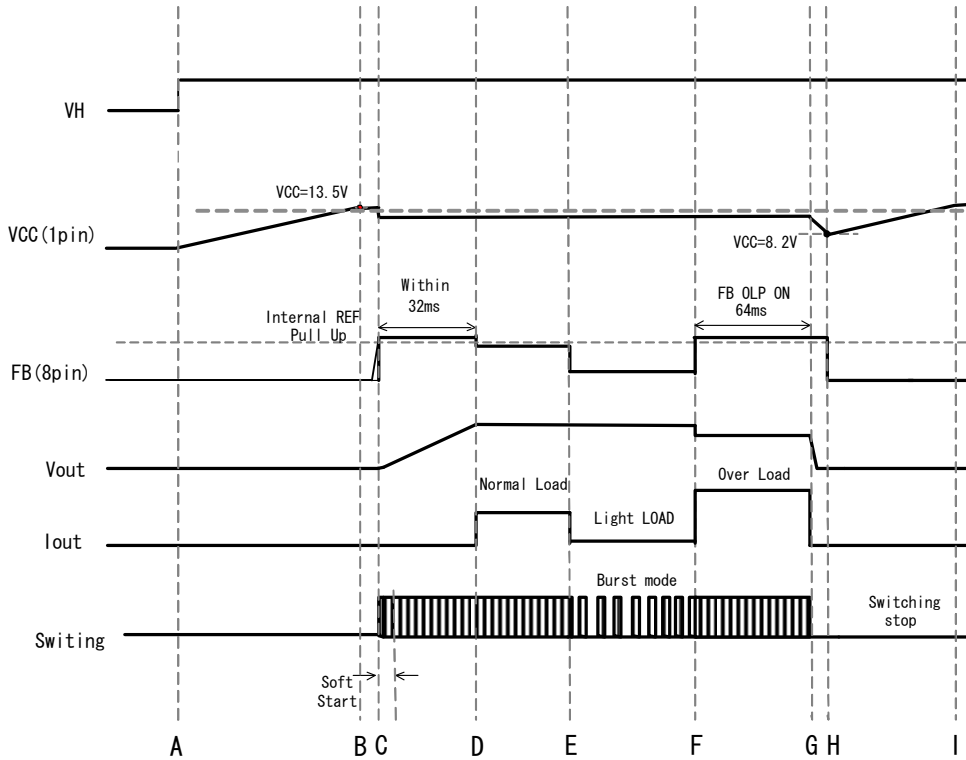 VH
VCC=13.5V
VCC(1pin)
VCC=8.2V
Within
32ms
FB OLP ON
64ms
Internal REF
Pull Up
FB(8pin)
Vout
Normal Load
Over Load
Light LOAD
Iout
Burst mode
Switing
Switching
stop
Soft
Start
A B C D E F G H I